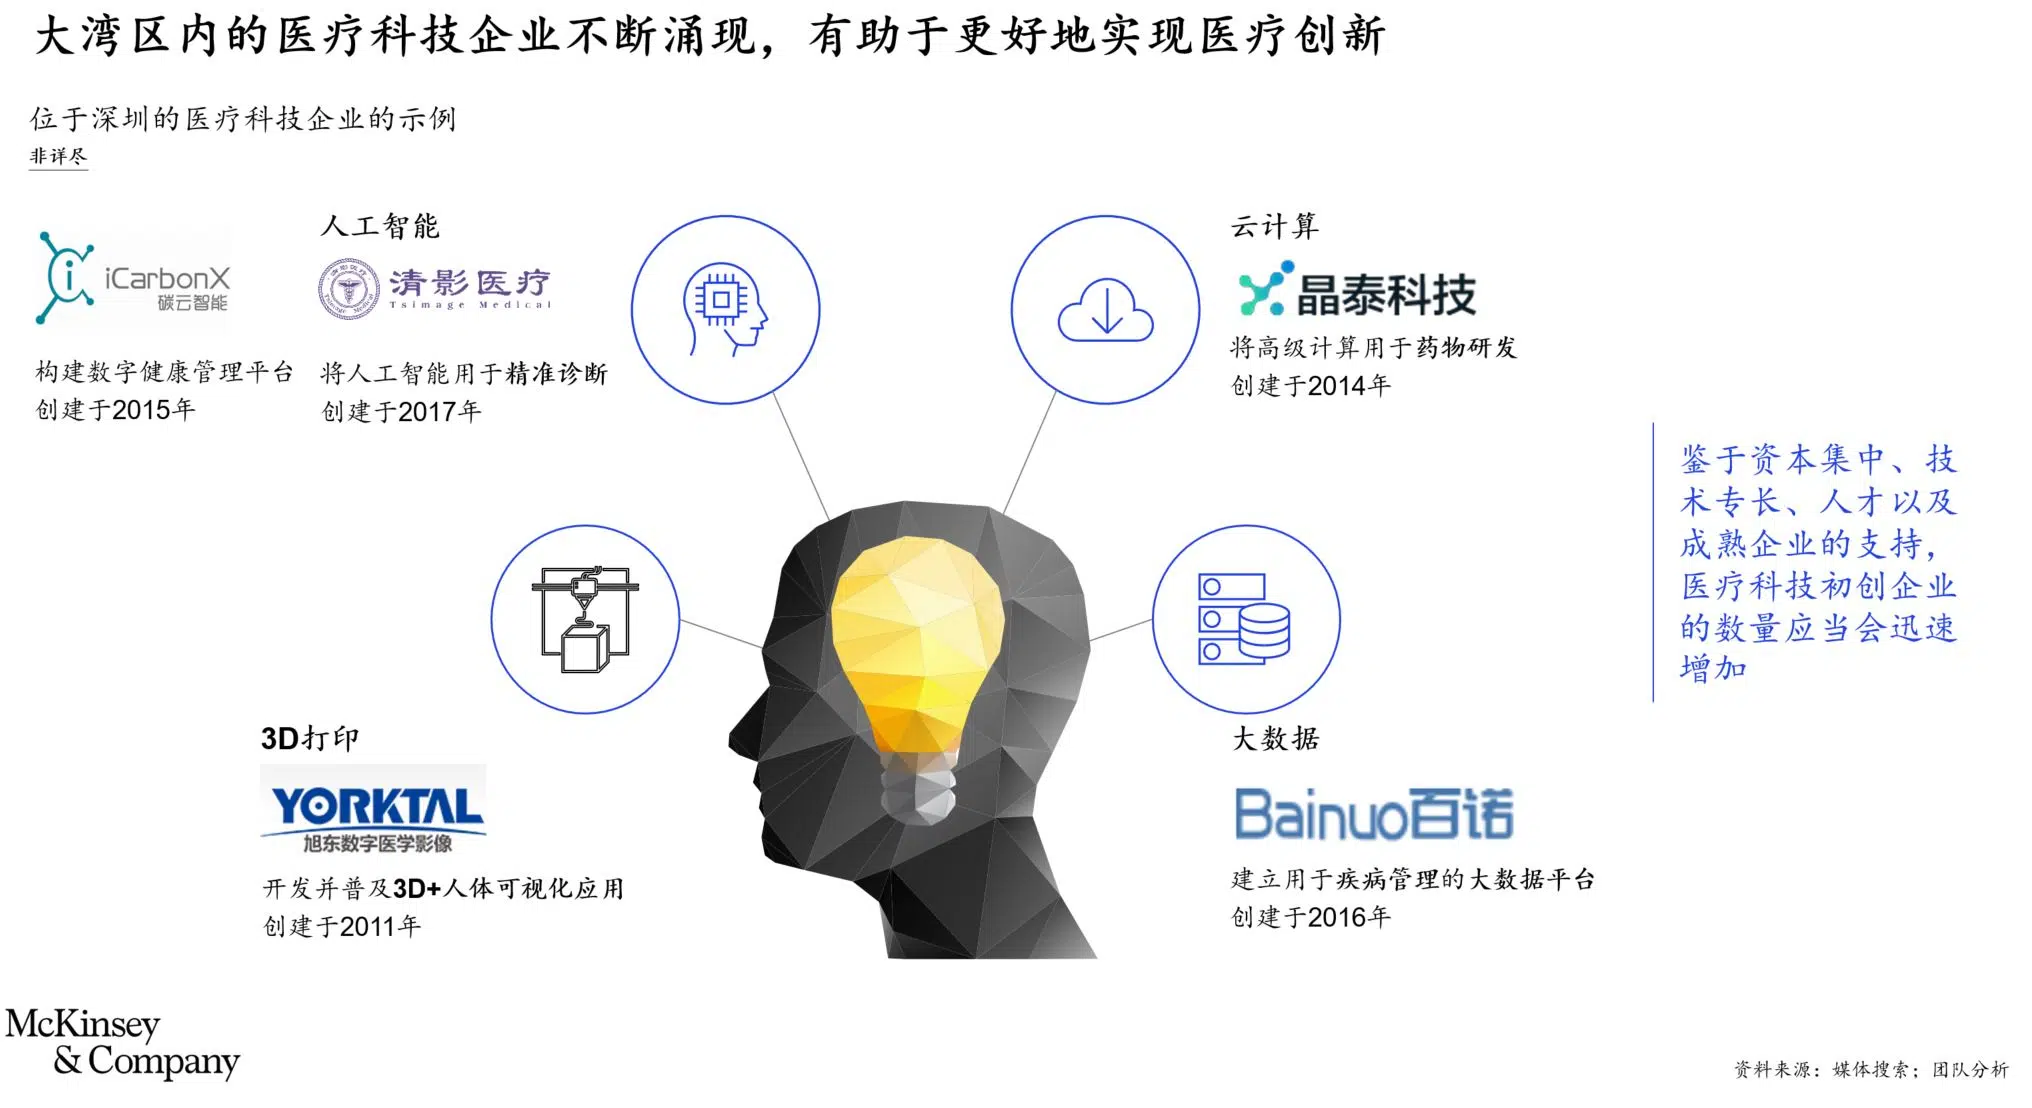 大湾区内的医疗科技企业不断涌现，有助于更好地实现医疗创新
位于深圳的医疗科技企业的示例
非详尽
iCarbonX
碳云智能
构建数字健康管理平台
创建于2015年
人工智能
清影医疗
Tsimage Medical
将人工智能用于精准诊断
创建于2017年
云计算
晶泰科技
将高级计算用于药物研发
创建于2014年
3D打印
YORKTAL
旭东数字医学影像
开发并普及3D+人体可视化应用
创建于2011年
大数据
Bainuo百诺
建立用于疾病管理的大数据平台
创建于2016年
鉴于资本集中、技
术专长、人才以及
成熟企业的支持，
医疗科技初创企业
的数量应当会迅速
增加
McKinsey
& Company
资料来源：媒体搜索；团队分析